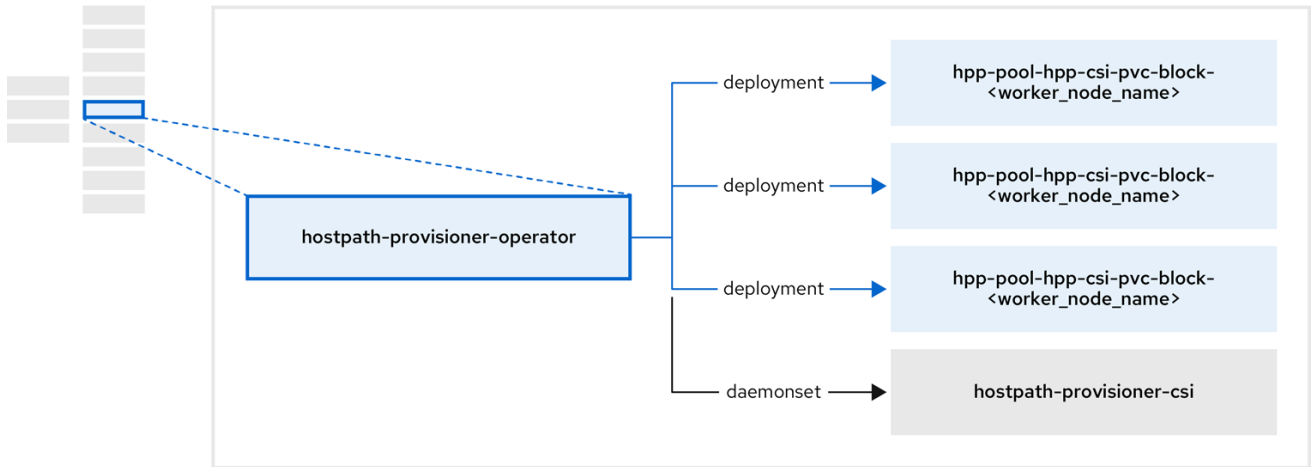 deployment
hpp-pool-hpp-csi-pvc-block-
<worker_node_name>
deployment
hpp-pool-hpp-csi-pvc-block-
<worker_node_name>
hostpath-provisioner-operator
deployment
hpp-pool-hpp-csi-pvc-block-
<worker_node_name>
daemonset
hostpath-provisioner-csi